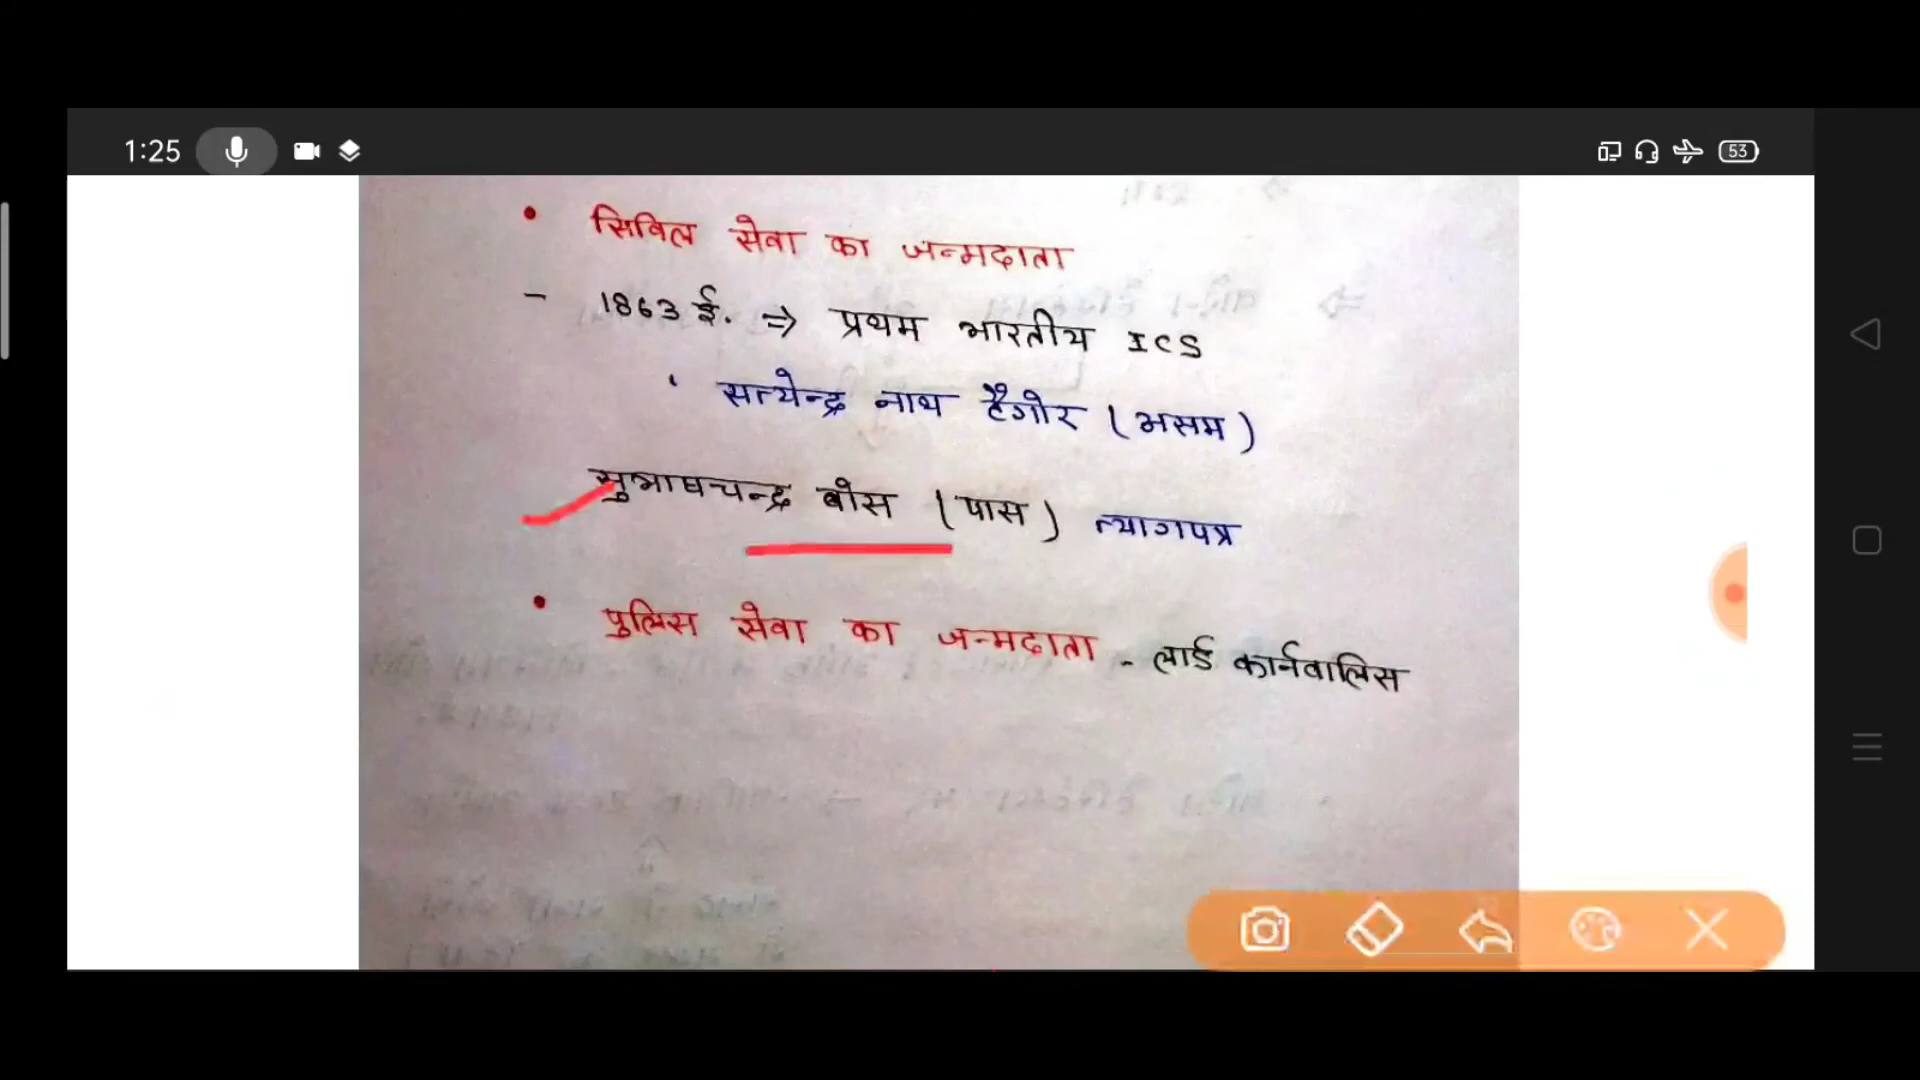 1:25
53
• सिविल सेवा का जन्मदाता
- 1863 ई. ⇒ प्रथम भारतीय ICS
' सत्येन्द्र नाथ टैगोर (असम)
सुभाषचन्द्र बोस (पास) त्यागपत्र
• पुलिस सेवा का जन्मदाता - लार्ड कार्नवालिस